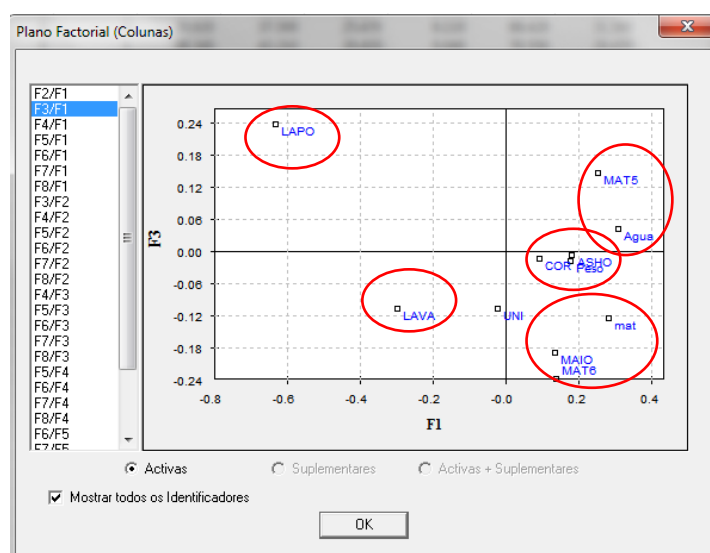 Plano Factorial (Colunas)
x
F2/F1
F3/F1
F4/F1
F5/F1
F6/F1
F7/F1
F8/F1
F3/F2
F4/F2
F5/F2
F6/F2
F7/F2
F8/F2
F4/F3
F5/F3
F6/F3
F7/F3
F8/F3
F5/F4
F6/F4
F7/F4
F8/F4
F6/F5
F7/F5
F3
0.24
0.18
0.12
0.06
0.00
-0.06
-0.12
-0.18
-0.24
LAPO
MAT5
Agua
COR
ASHO
Peso
LAVA
UNI
mat
MAIO
MAT6
-0.8
-0.6
-0.4
-0.2
-0.0
0.2
0.4
F1
Activas
Suplementares
Activas + Suplementares
Mostrar todos os Identificadores
OK